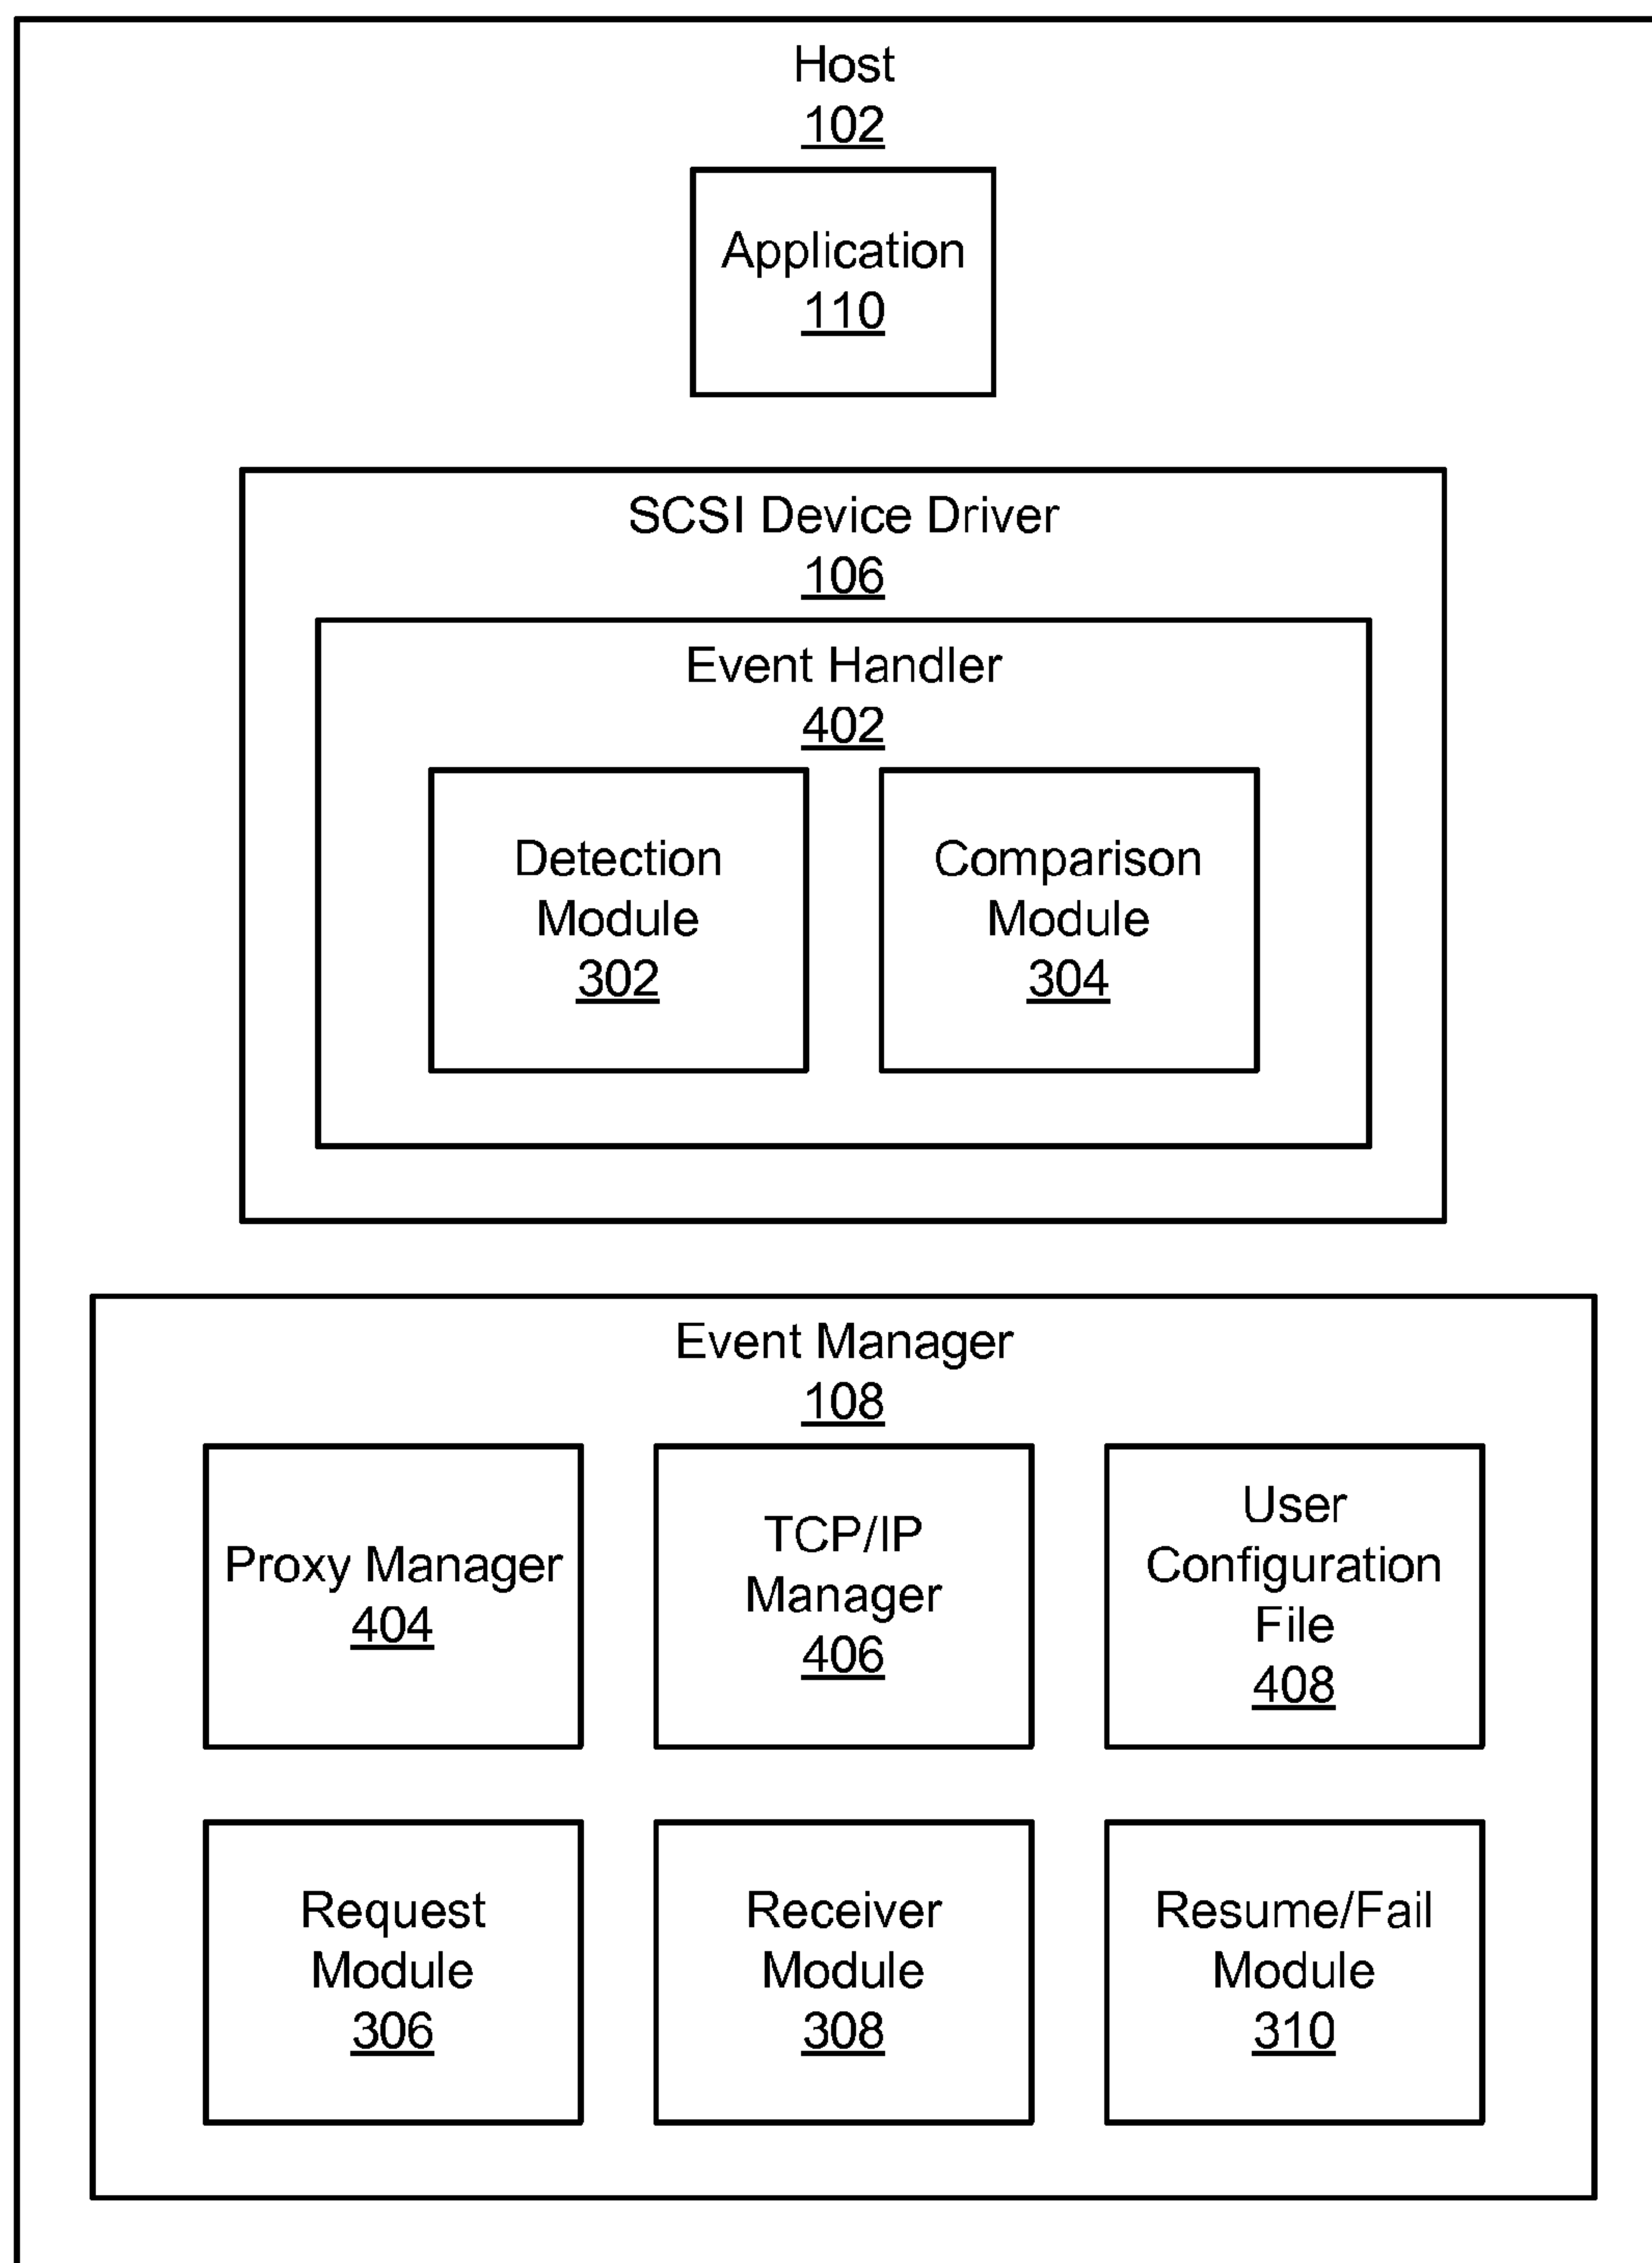 Host
102
Application
110
SCSI Device Driver
106
Event Handler
402
Detection
Module
302
Comparison
Module
304
Event Manager
108
Proxy Manager
404
TCP/IP
Manager
406
User
Configuration
File
408
Request
Module
306
Receiver
Module
308
Resume/Fail
Module
310